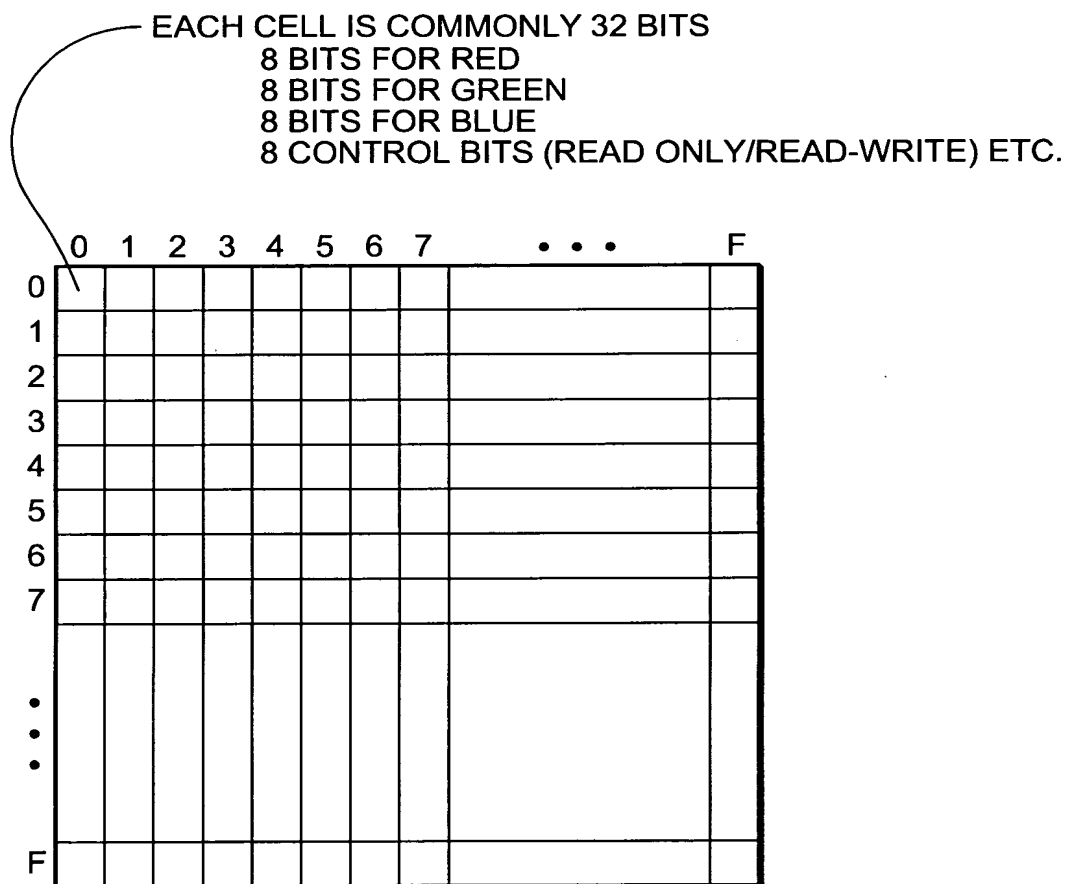 EACH CELL IS COMMONLY 32 BITS
8 BITS FOR RED
8 BITS FOR GREEN
8 BITS FOR BLUE
8 CONTROL BITS (READ ONLY/READ-WRITE) ETC.
0 1 2 3 4 5 6 7 • • • F
0
1
2
3
4
5
6
7
•
•
•
F